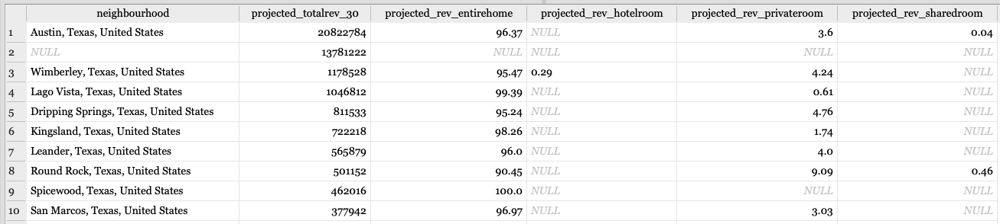 neighbourhood projected_totalrev_30 projected_rev_entirehome projected_rev_hotelroom projected_rev_privateroom projected_rev_sharedroom
1 Austin, Texas, United States 20822784 96.37 NULL 3.6 0.04
2 NULL 13781222 NULL NULL NULL NULL
3 Wimberley, Texas, United States 1178528 95.47 0.29 4.24 NULL
4 Lago Vista, Texas, United States 1046812 99.39 NULL 0.61 NULL
5 Dripping Springs, Texas, United States 811533 95.24 NULL 4.76 NULL
6 Kingsland, Texas, United States 722218 98.26 NULL 1.74 NULL
7 Leander, Texas, United States 565879 96.0 NULL 4.0 NULL
8 Round Rock, Texas, United States 501152 90.45 NULL 9.09 0.46
9 Spicewood, Texas, United States 462016 100.0 NULL NULL NULL
10 San Marcos, Texas, United States 377942 96.97 NULL 3.03 NULL